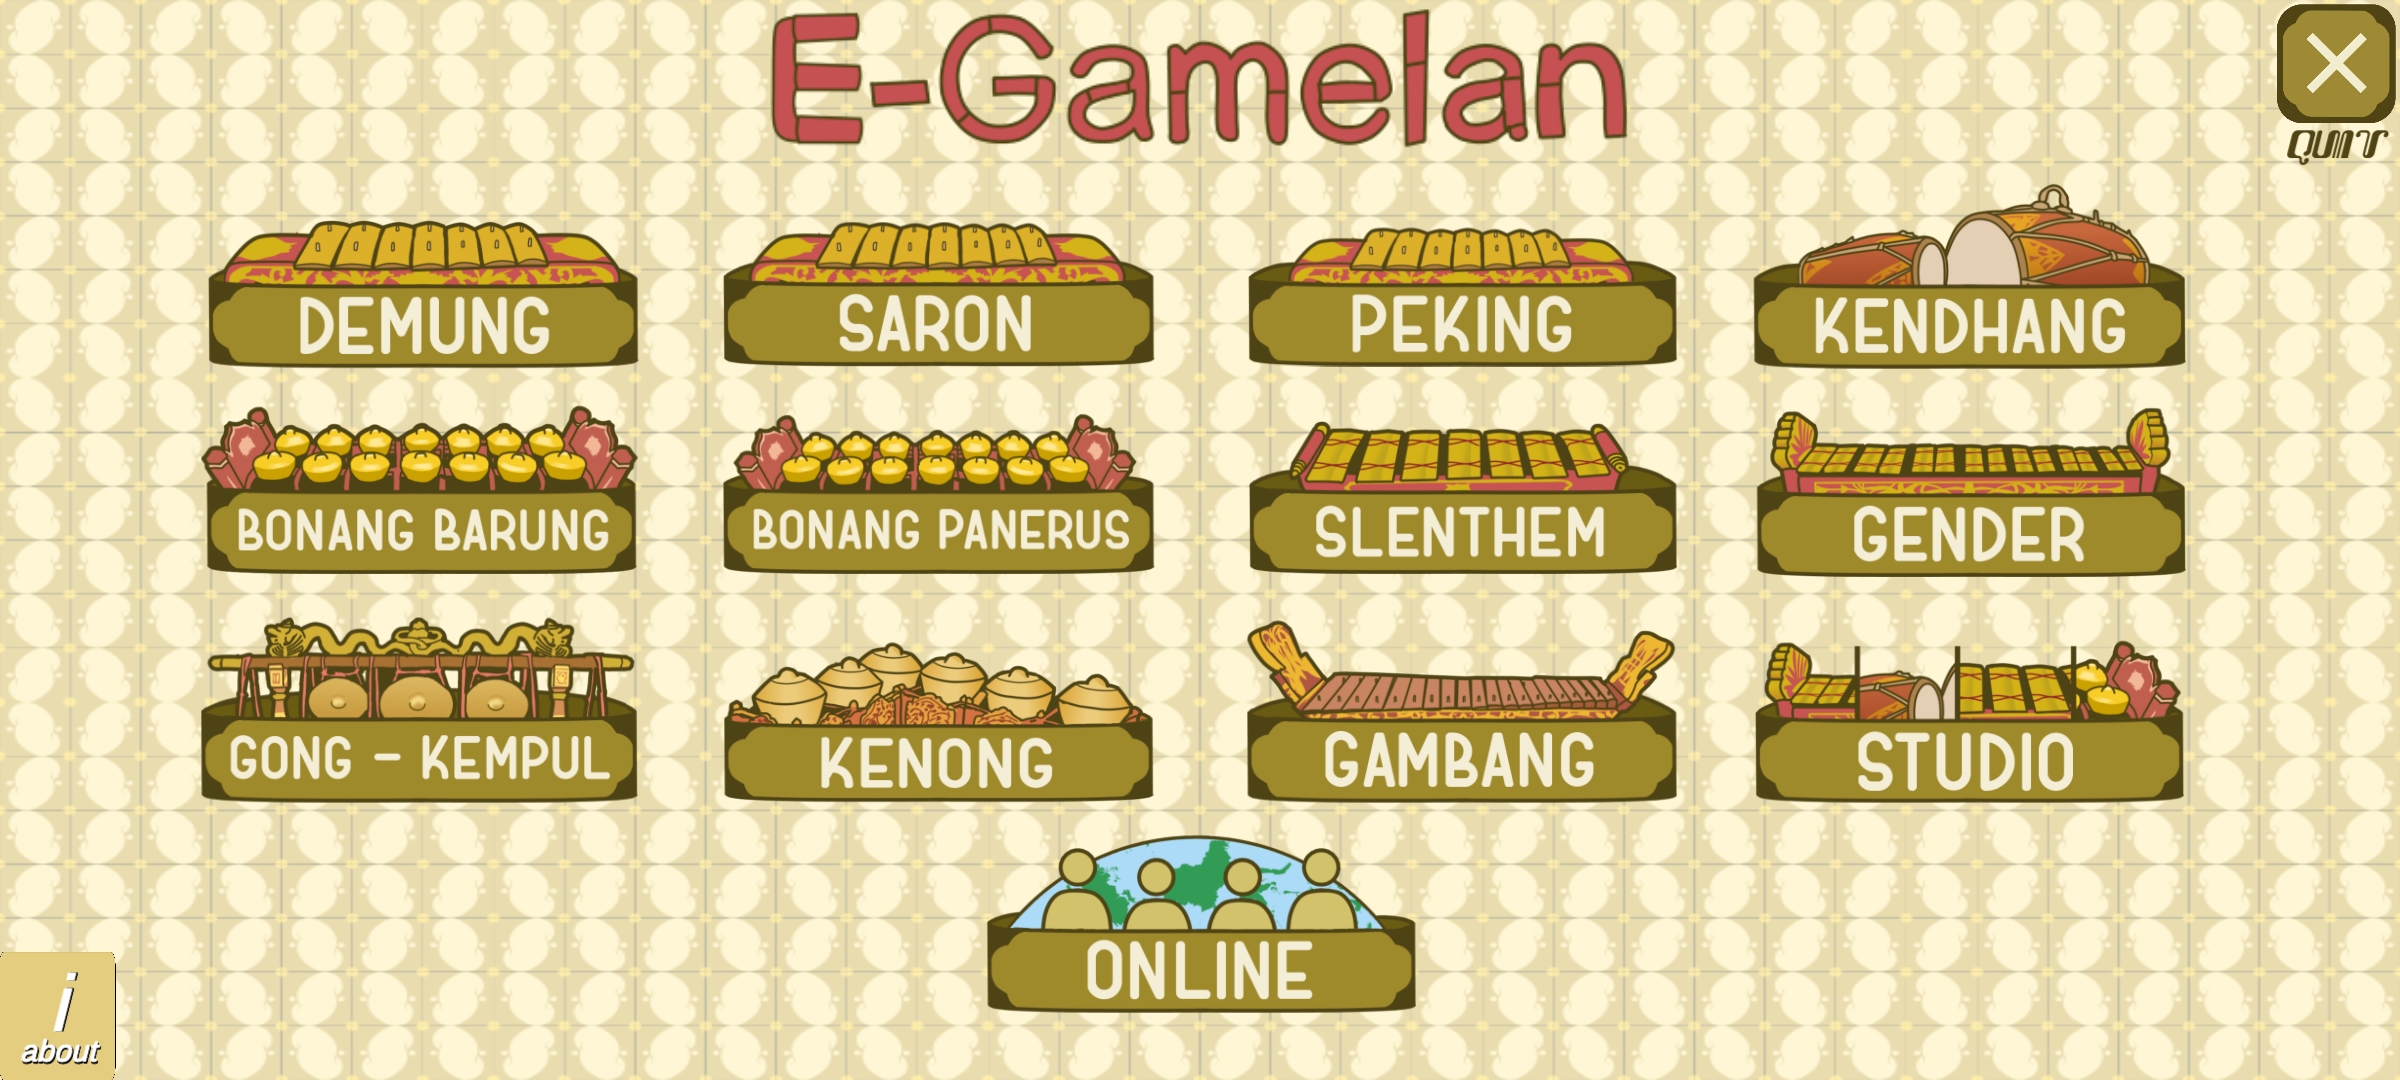 E-Gamelan
QUIT
DEMUNG
SARON
PEKING
KENDHANG
BONANG BARUNG
BONANG PANERUS
SLENTHEM
GENDER
GONG - KEMPUL
KENONG
GAMBANG
STUDIO
ONLINE
i
about